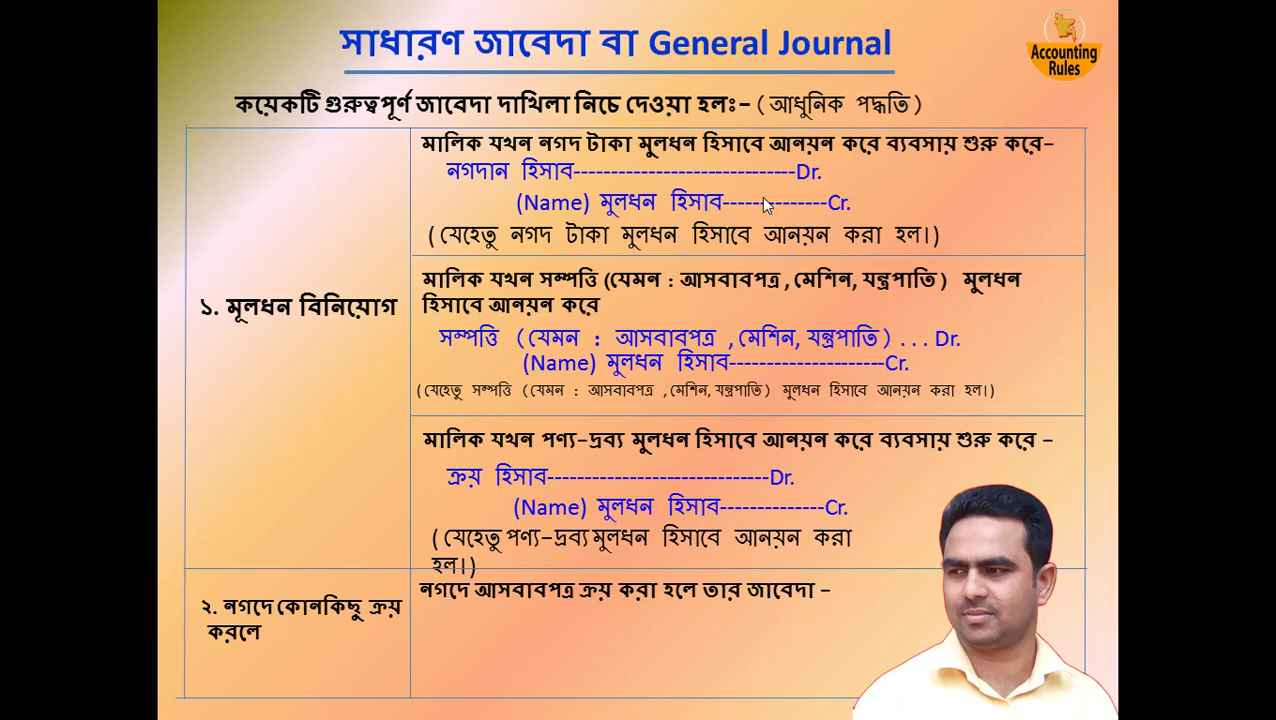 সাধারণ জাবেদা বা General Journal
Accounting
Rules
কয়েকটি গুরুত্বপূর্ণ জাবেদা দাখিলা নিচে দেওয়া হলঃ- (আধুনিক পদ্ধতি)
মালিক যখন নগদ টাকা মুলধন হিসাবে আনয়ন করে ব্যবসায় শুরু করে-
নগদান হিসাব------------------------------Dr.
(Name) মুলধন হিসাব--------------Cr.
(যেহেতু নগদ টাকা মুলধন হিসাবে আনয়ন করা হল।)
১. মূলধন বিনিয়োগ
মালিক যখন সম্পত্তি (যেমন : আসবাবপত্র ,মেশিন, যন্ত্রপাতি) মুলধন
হিসাবে আনয়ন করে
সম্পত্তি (যেমন : আসবাবপত্র ,মেশিন, যন্ত্রপাতি) ... Dr.
(Name) মুলধন হিসাব---------------------Cr.
(যেহেতু সম্পত্তি (যেমন : আসবাবপত্র ,মেশিন, যন্ত্রপাতি) মুলধন হিসাবে আনয়ন করা হল।)
মালিক যখন পণ্য-দ্রব্য মুলধন হিসাবে আনয়ন করে ব্যবসায় শুরু করে -
ক্রয় হিসাব------------------------------Dr.
(Name) মুলধন হিসাব--------------Cr.
(যেহেতু পণ্য-দ্রব্য মুলধন হিসাবে আনয়ন করা
হল।)
২. নগদে কোনকিছু ক্রয়
করলে
নগদে আসবাবপত্র ক্রয় করা হলে তার জাবেদা -